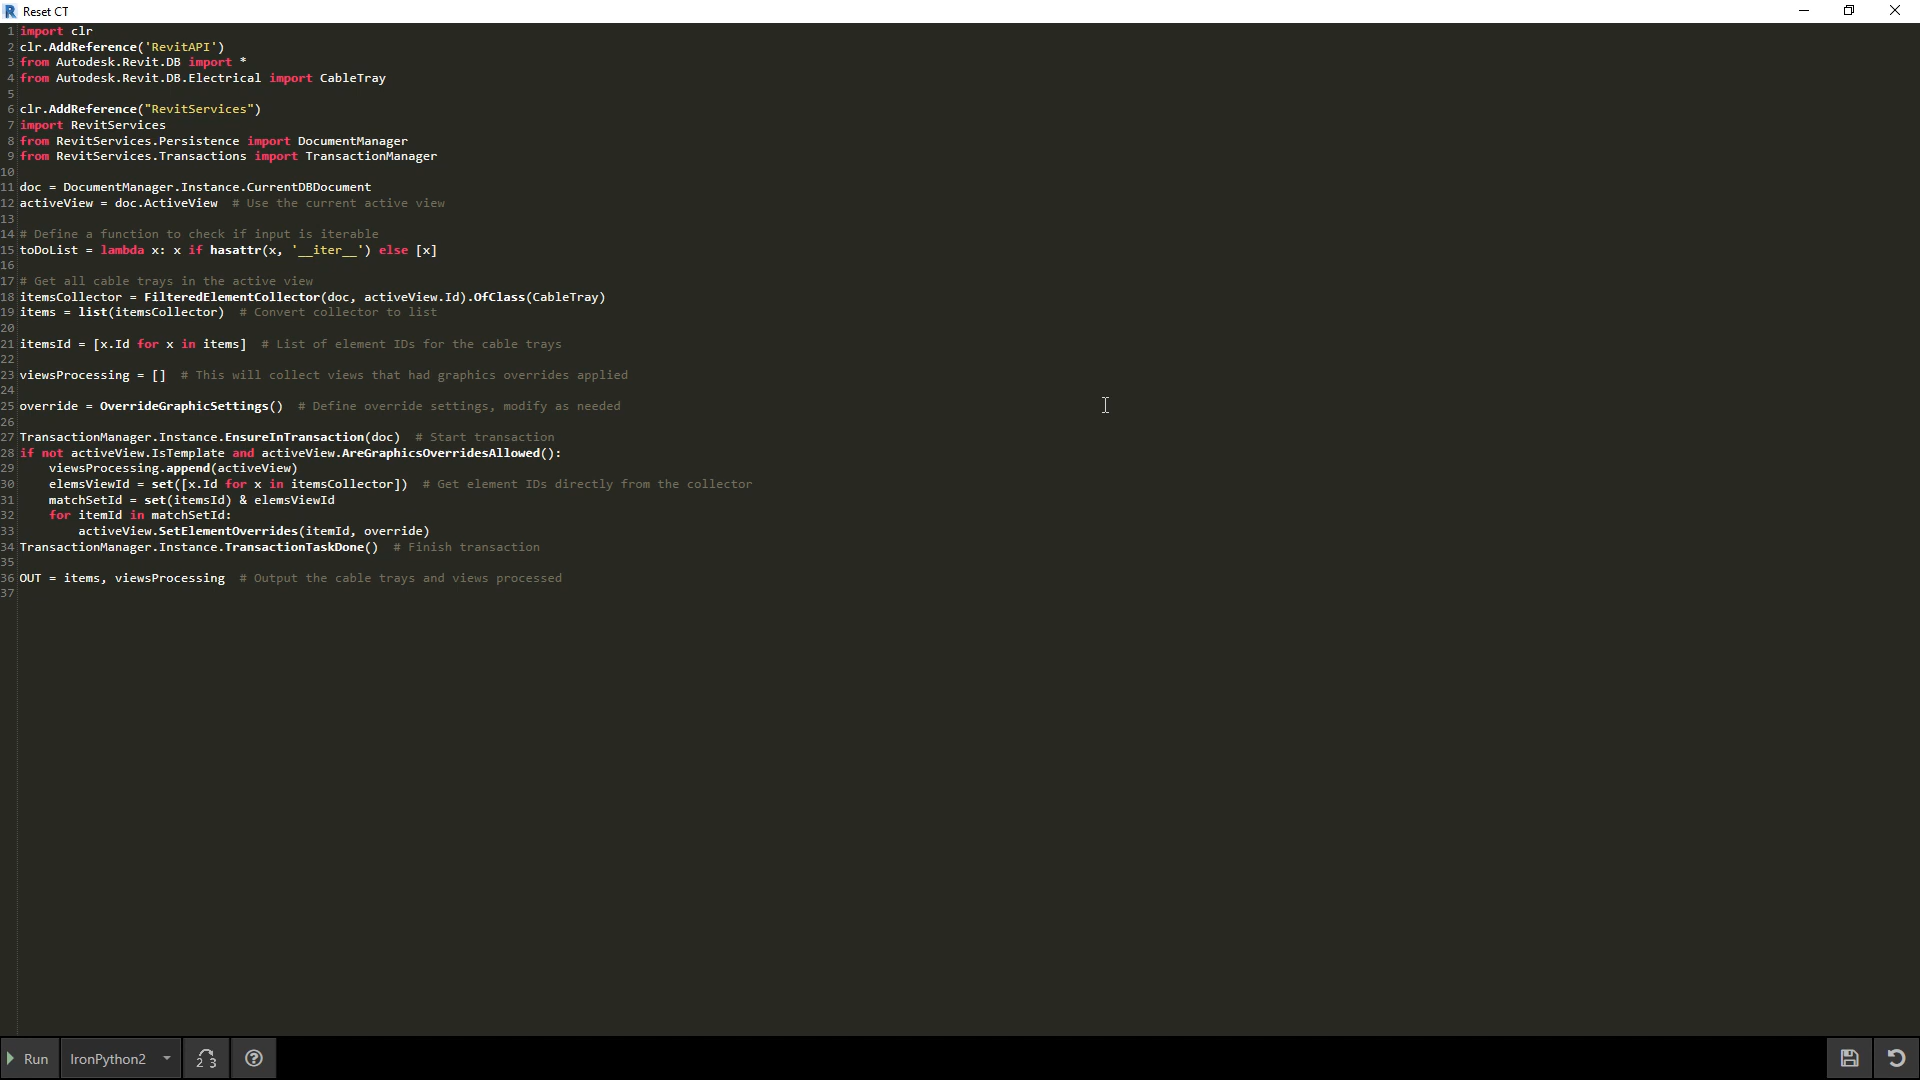 Reset CT
1 import clr
2 clr.AddReference('RevitAPI')
3 from Autodesk.Revit.DB import *
4 from Autodesk.Revit.DB.Electrical import CableTray
5
6 clr.AddReference("RevitServices")
7 import RevitServices
8 from RevitServices.Persistence import DocumentManager
9 from RevitServices.Transactions import TransactionManager
10
11 doc = DocumentManager.Instance.CurrentDBDocument
12 activeView = doc.ActiveView  # Use the current active view
13
14 # Define a function to check if input is iterable
15 toDoList = lambda x: x if hasattr(x, '__iter__') else [x]
16
17 # Get all cable trays in the active view
18 itemsCollector = FilteredElementCollector(doc, activeView.Id).OfClass(CableTray)
19 items = list(itemsCollector)  # Convert collector to list
20
21 itemsId = [x.Id for x in items]  # List of element IDs for the cable trays
22
23 viewsProcessing = []  # This will collect views that had graphics overrides applied
24
25 override = OverrideGraphicSettings()  # Define override settings, modify as needed
26
27 TransactionManager.Instance.EnsureInTransaction(doc)  # Start transaction
28 if not activeView.IsTemplate and activeView.AreGraphicsOverridesAllowed():
29     viewsProcessing.append(activeView)
30     elemsViewId = set([x.Id for x in itemsCollector])  # Get element IDs directly from the collector
31     matchSetId = set(itemsId) & elemsViewId
32     for itemId in matchSetId:
33         activeView.SetElementOverrides(itemId, override)
34 TransactionManager.Instance.TransactionTaskDone()  # Finish transaction
35
36 OUT = items, viewsProcessing  # Output the cable trays and views processed
37
Run IronPython2 2 3 ?